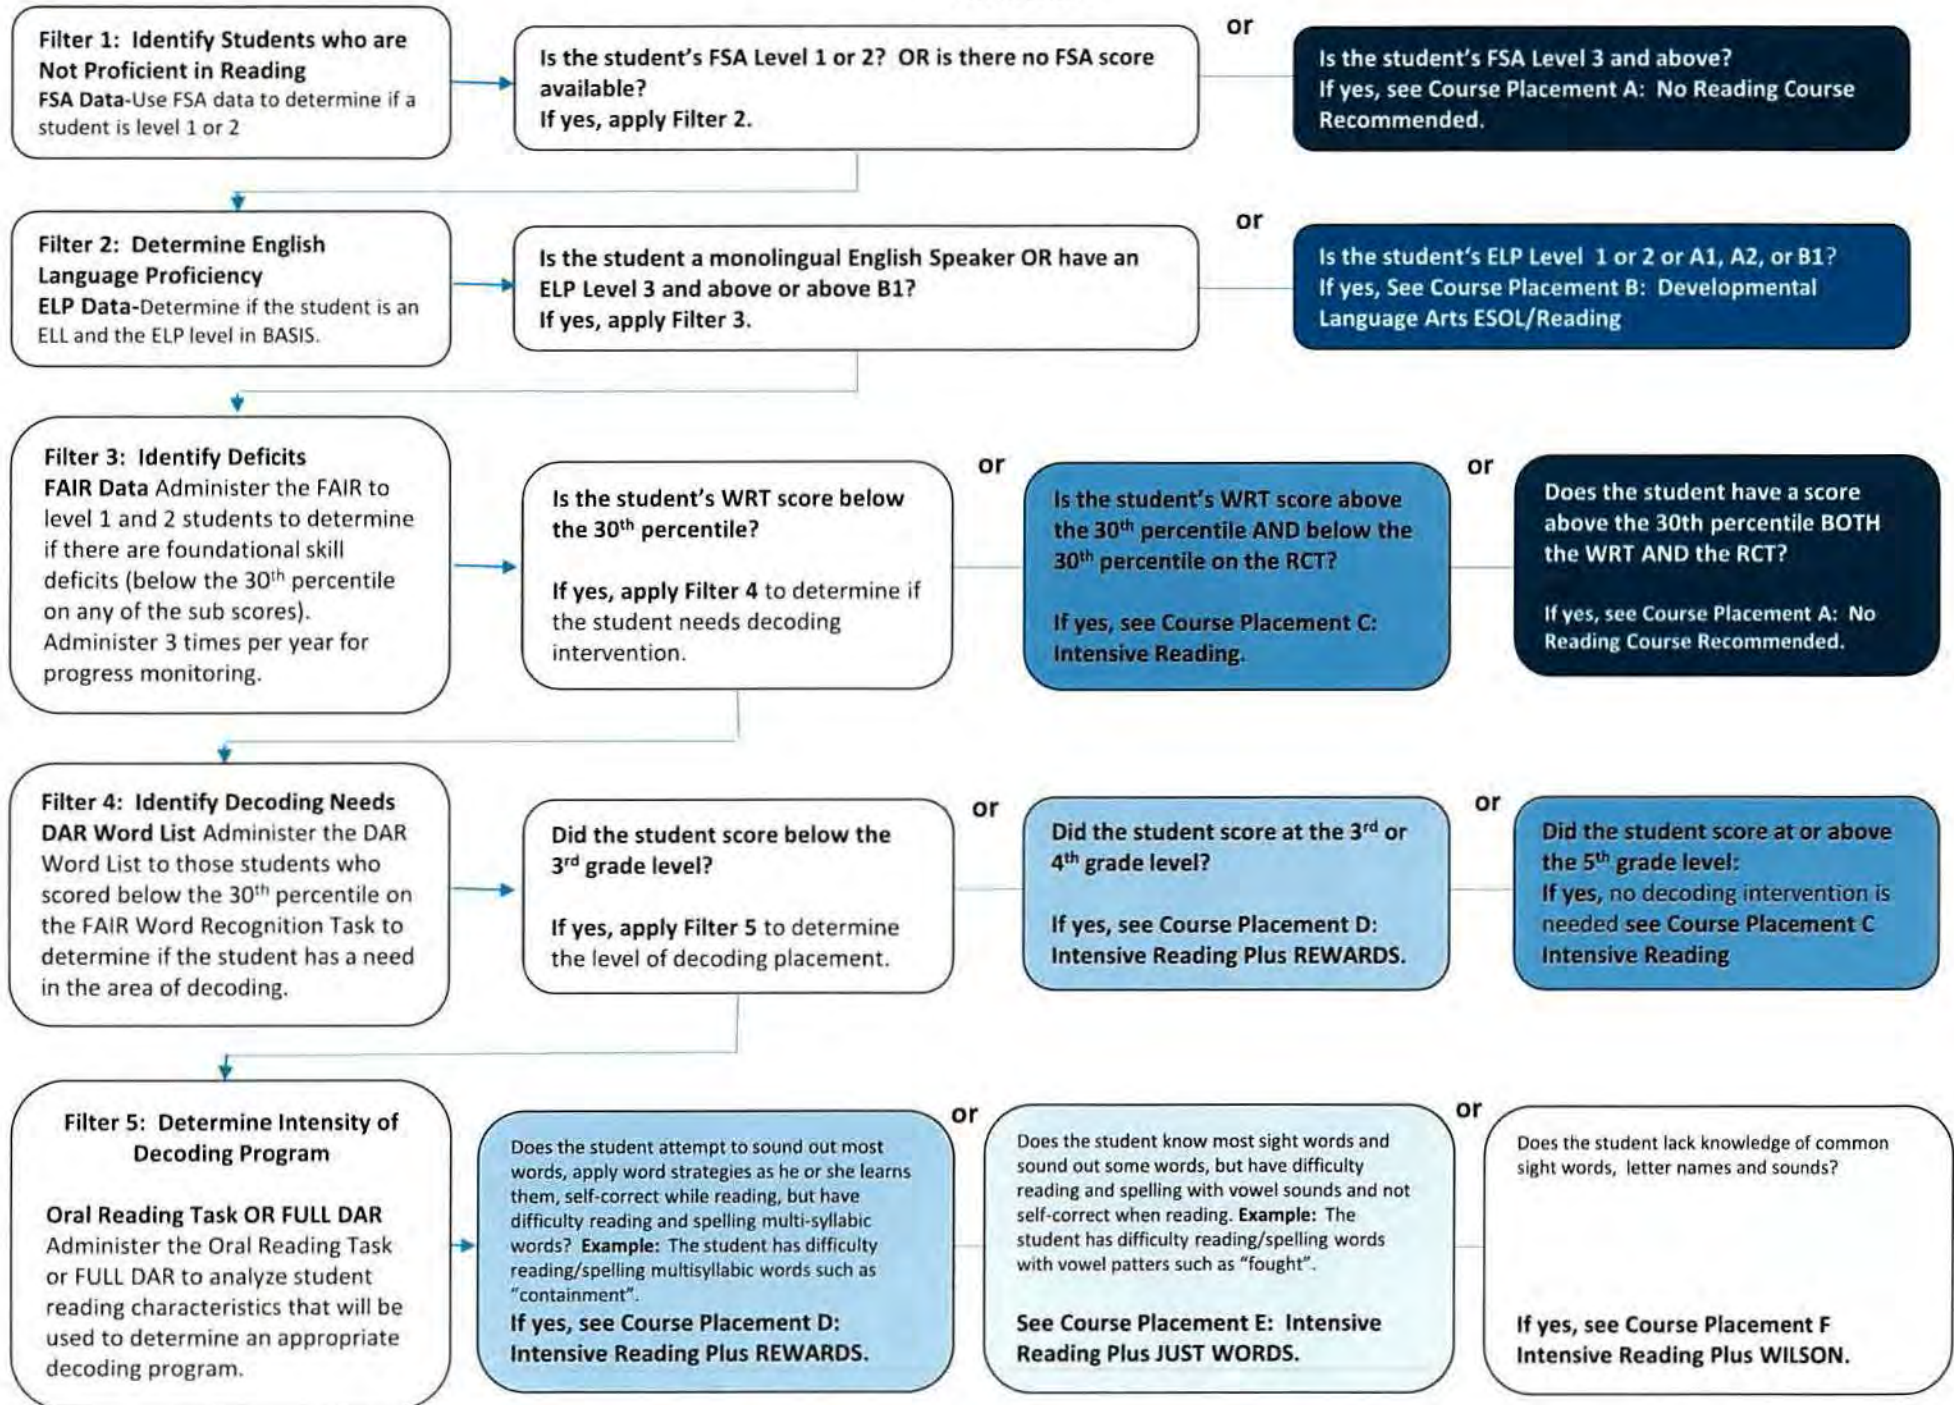 Filter 1: Identify Students who are
Not Proficient in Reading
FSA Data-Use FSA data to determine if a
student is level 1 or 2
Is the student's FSA Level 1 or 2? OR is there no FSA score
available?
If yes, apply Filter 2.
or
Is the student's FSA Level 3 and above?
If yes, see Course Placement A: No Reading Course
Recommended.
Filter 2: Determine English
Language Proficiency
ELP Data-Determine if the student is an
ELL and the ELP level in BASIS.
Is the student a monolingual English Speaker OR have an
ELP Level 3 and above or above B1?
If yes, apply Filter 3.
or
Is the student's ELP Level 1 or 2 or A1, A2, or B1?
If yes, See Course Placement B: Developmental
Language Arts ESOL/Reading
Filter 3: Identify Deficits
FAIR Data Administer the FAIR to
level 1 and 2 students to determine
if there are foundational skill
deficits (below the 30th percentile
on any of the sub scores).
Administer 3 times per year for
progress monitoring.
Is the student's WRT score below
the 30th percentile?
If yes, apply Filter 4 to determine if
the student needs decoding
intervention.
or
Is the student's WRT score above
the 30th percentile AND below the
30th percentile on the RCT?
If yes, see Course Placement C:
Intensive Reading.
or
Does the student have a score
above the 30th percentile BOTH
the WRT AND the RCT?
If yes, see Course Placement A: No
Reading Course Recommended.
Filter 4: Identify Decoding Needs
DAR Word List Administer the DAR
Word List to those students who
scored below the 30th percentile on
the FAIR Word Recognition Task to
determine if the student has a need
in the area of decoding.
Did the student score below the
3rd grade level?
If yes, apply Filter 5 to determine
the level of decoding placement.
or
Did the student score at the 3rd or
4th grade level?
If yes, see Course Placement D:
Intensive Reading Plus REWARDS.
or
Did the student score at or above
the 5th grade level:
If yes, no decoding intervention is
needed see Course Placement C
Intensive Reading
Filter 5: Determine Intensity of
Decoding Program
Oral Reading Task OR FULL DAR
Administer the Oral Reading Task
or FULL DAR to analyze student
reading characteristics that will be
used to determine an appropriate
decoding program.
Does the student attempt to sound out most
words, apply word strategies as he or she learns
them, self-correct while reading, but have
difficulty reading and spelling multi-syllabic
words? Example: The student has difficulty
reading/spelling multisyllabic words such as
"containment".
If yes, see Course Placement D:
Intensive Reading Plus REWARDS.
or
Does the student know most sight words and
sound out some words, but have difficulty
reading and spelling with vowel sounds and not
self-correct when reading. Example: The
student has difficulty reading/spelling words
with vowel patters such as "fought".
See Course Placement E: Intensive
Reading Plus JUST WORDS.
or
Does the student lack knowledge of common
sight words, letter names and sounds?
If yes, see Course Placement F
Intensive Reading Plus WILSON.